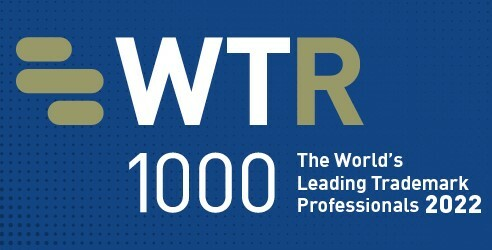 WTR
1000
The World's
Leading Trademark
Professionals 2022